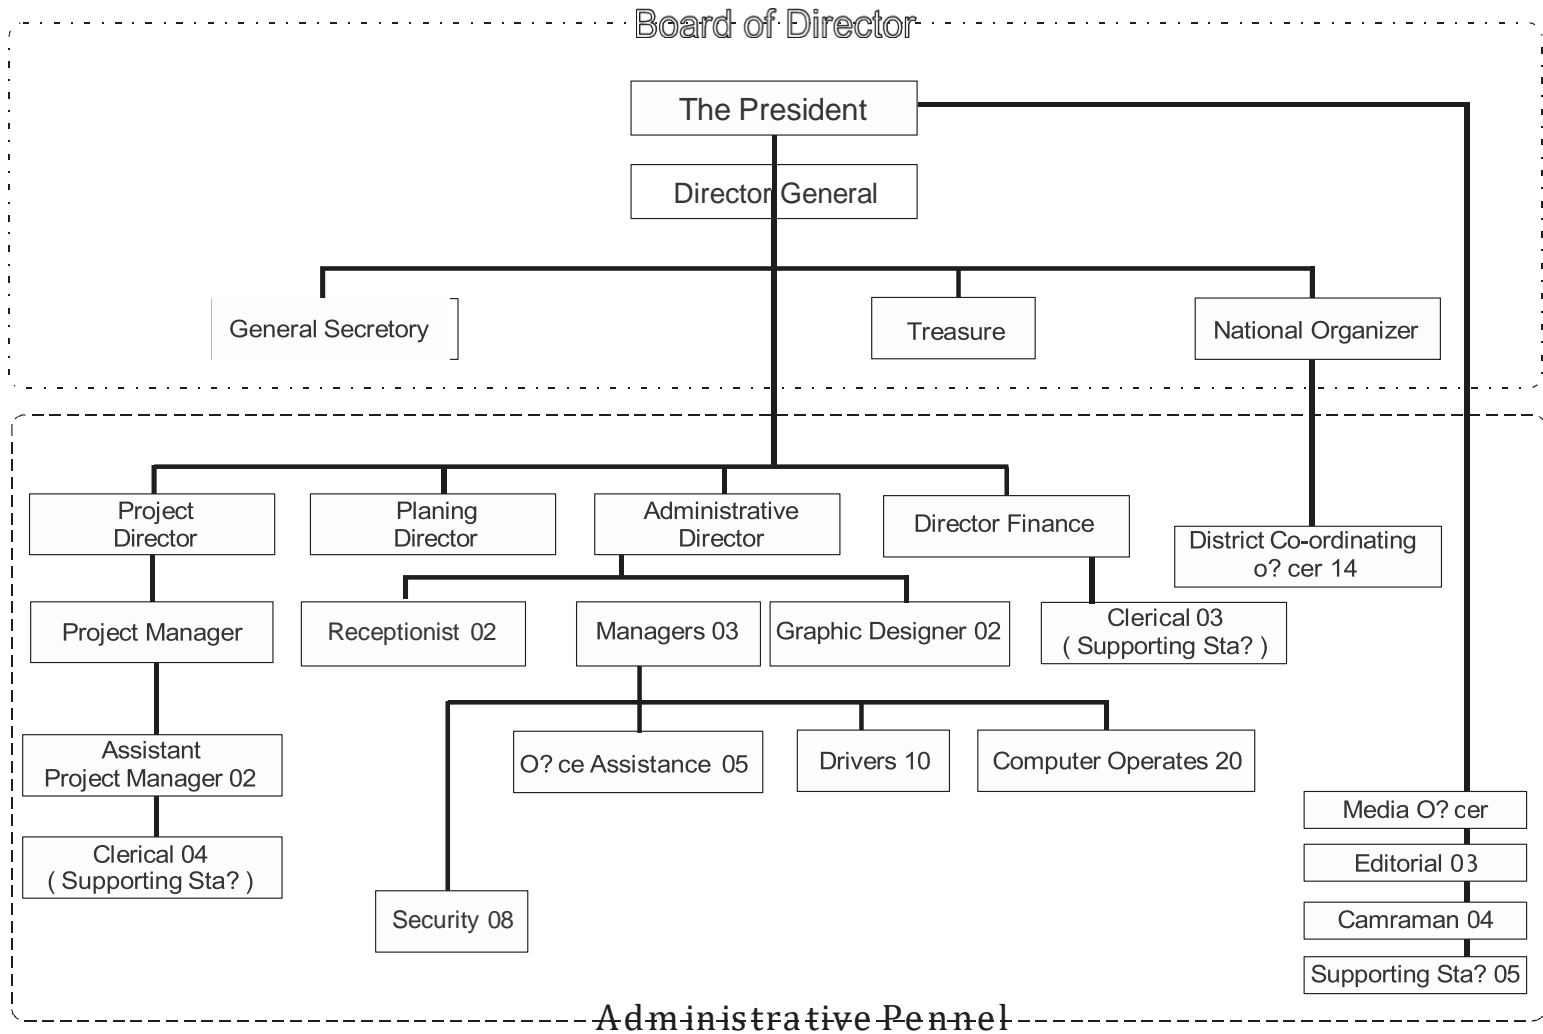 Board of Director
The President
Director General
General Secretory
Treasure
National Organizer
Project
Director
Planing
Director
Administrative
Director
Director Finance
District Co-ordinating
o? cer 14
Project Manager
Receptionist 02
Managers 03
Graphic Designer 02
Clerical 03
( Supporting Sta? )
Assistant
Project Manager 02
O? ce Assistance 05
Drivers 10
Computer Operates 20
Clerical 04
( Supporting Sta? )
Security 08
Media O? cer
Editorial 03
Camraman 04
Supporting Sta? 05
Administrative Pennel